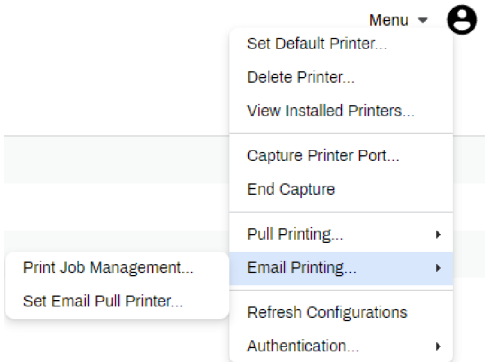 Menu
Set Default Printer...
Delete Printer...
View Installed Printers...
Capture Printer Port...
End Capture
Pull Printing...
Email Printing...
Print Job Management...
Set Email Pull Printer...
Refresh Configurations
Authentication...